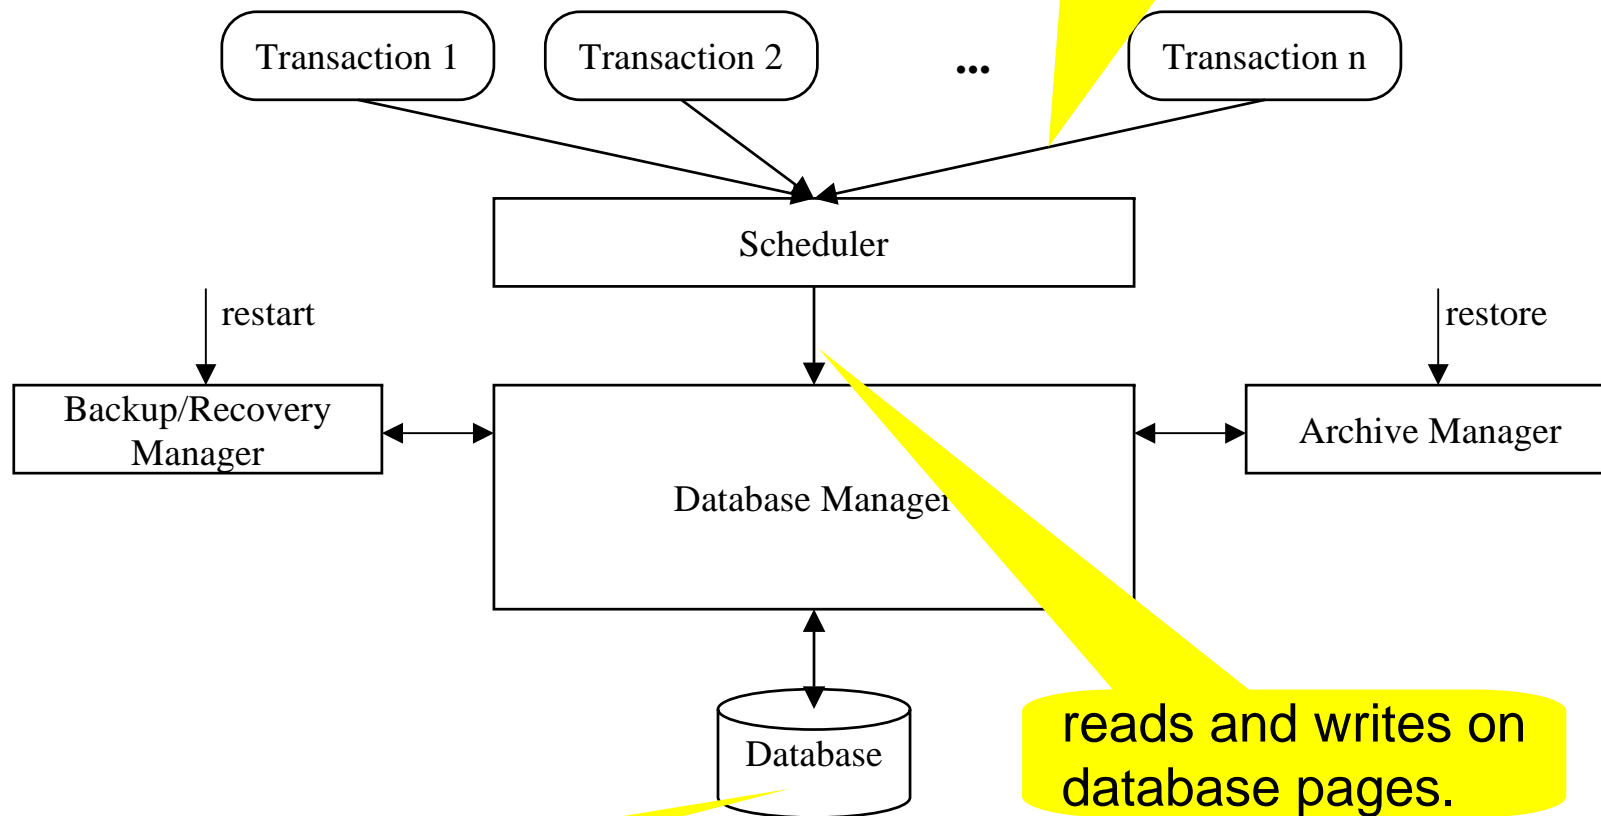 Transaction 1
Transaction 2
...
Transaction n
Scheduler
restart
restore
Backup/Recovery
Manager
Archive Manager
Database Manager
Database
reads and writes on
database pages.